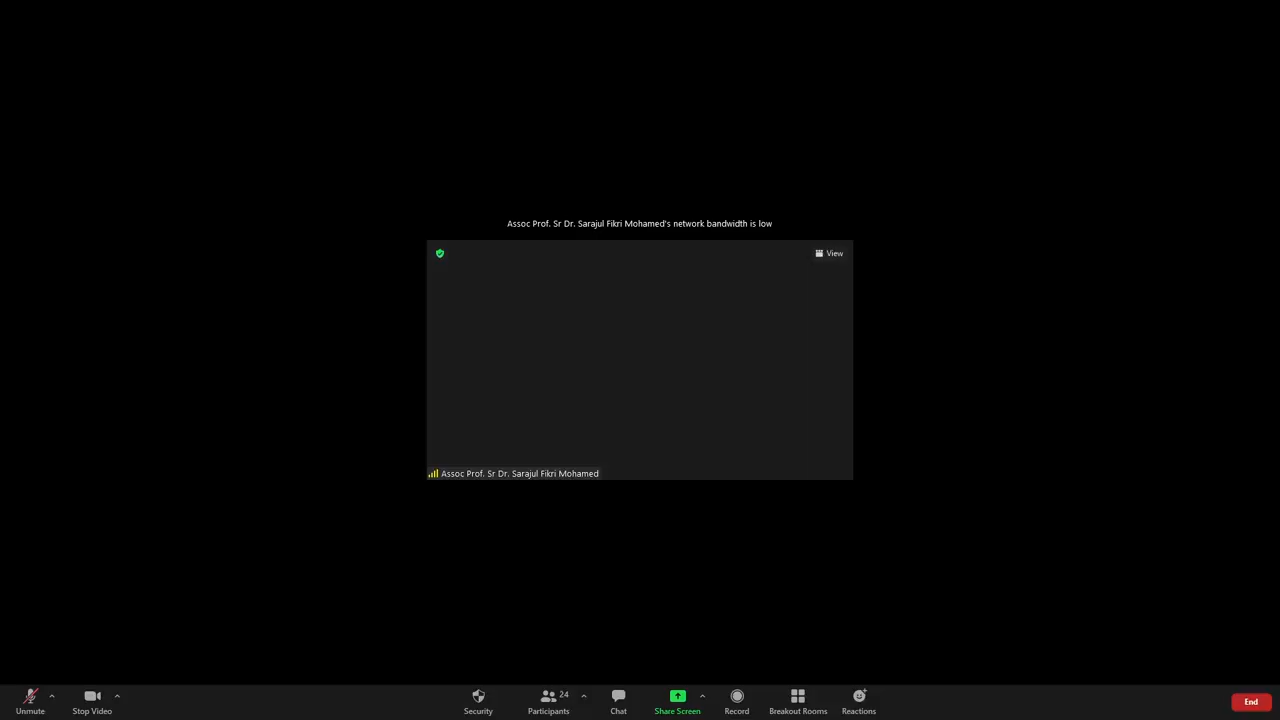 Assoc Prof. Sr Dr. Sarajul Fikri Mohamed's network bandwidth is low
View
Assoc Prof. Sr Dr. Sarajul Fikri Mohamed
24
Unmute Stop Video Security Participants Chat Share Screen Record Breakout Rooms Reactions End